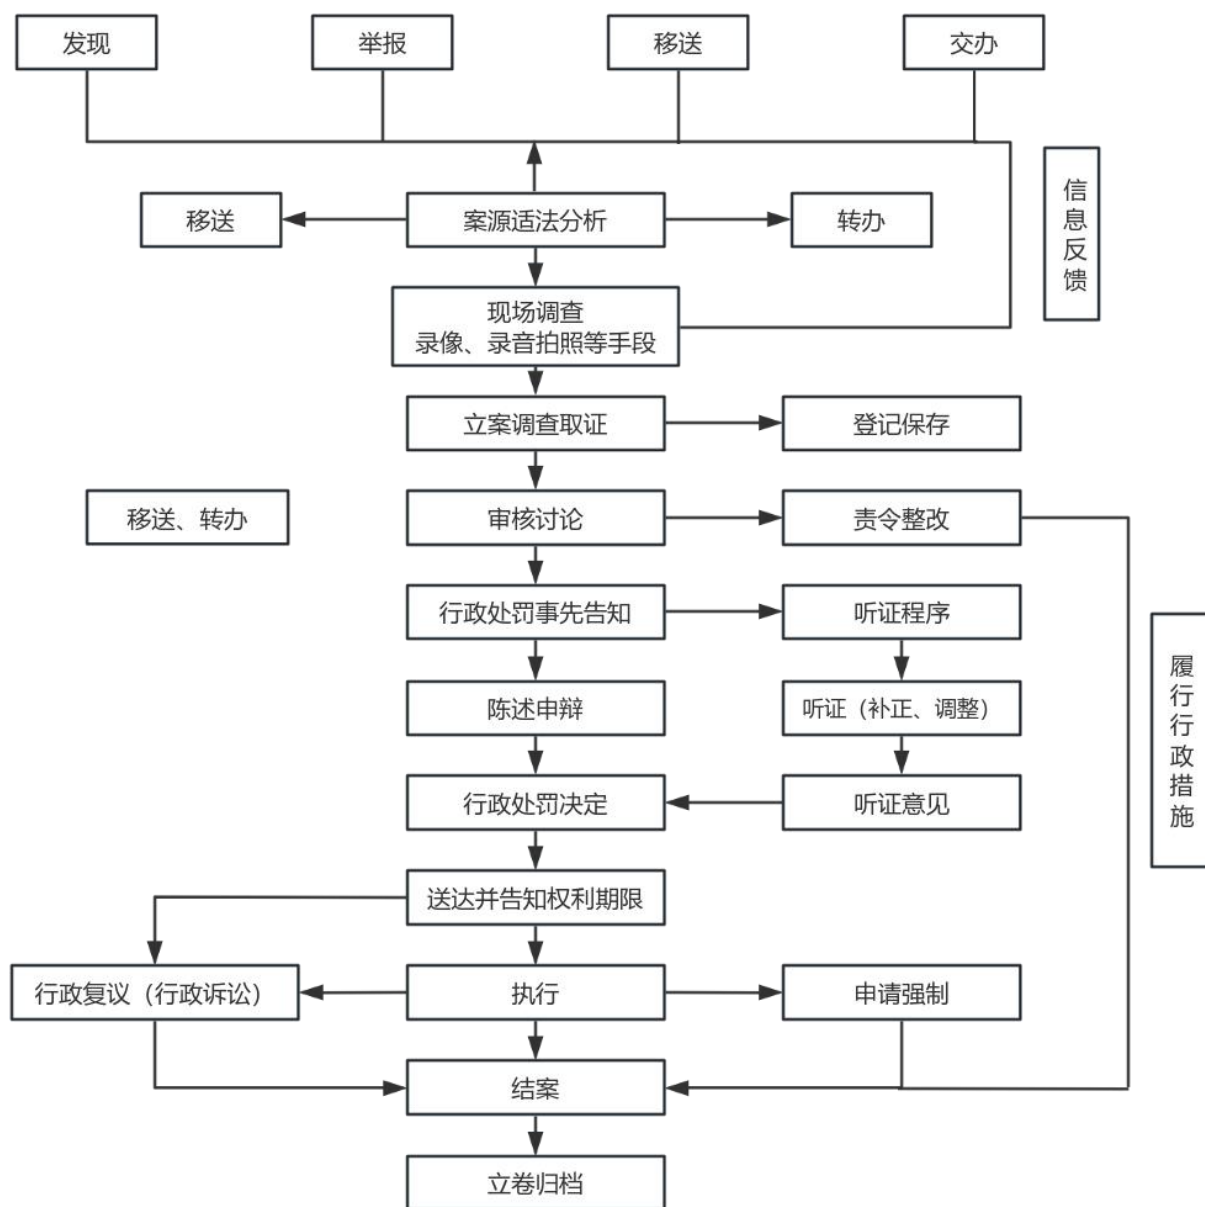 发现
举报
移送
交办
信息反馈
移送
案源适法分析
转办
现场调查
录像、录音拍照等手段
立案调查取证
登记保存
移送、转办
审核讨论
责令整改
行政处罚事先告知
听证程序
履行行政措施
陈述申辩
听证（补正、调整）
行政处罚决定
听证意见
送达并告知权利期限
行政复议（行政诉讼）
执行
申请强制
结案
立卷归档